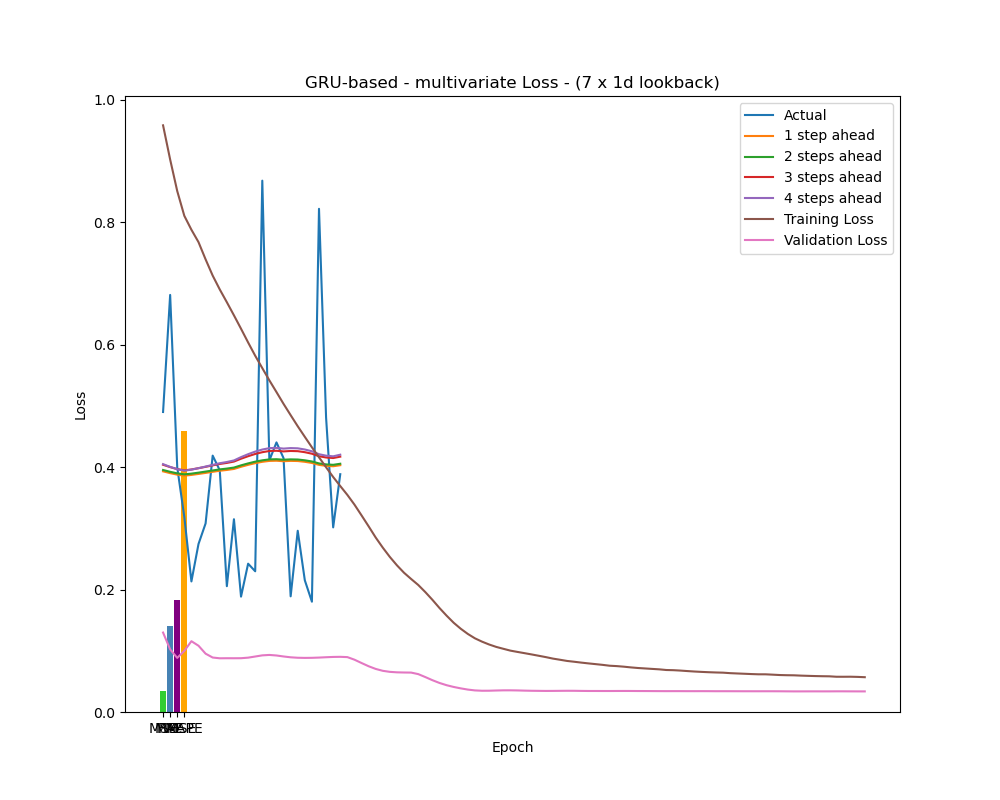 GRU-based - multivariate Loss - (7 x 1d lookback)
Actual
1 step ahead
2 steps ahead
3 steps ahead
4 steps ahead
Training Loss
Validation Loss
1.0
0.8
0.6
0.4
0.2
0.0
Loss
Epoch